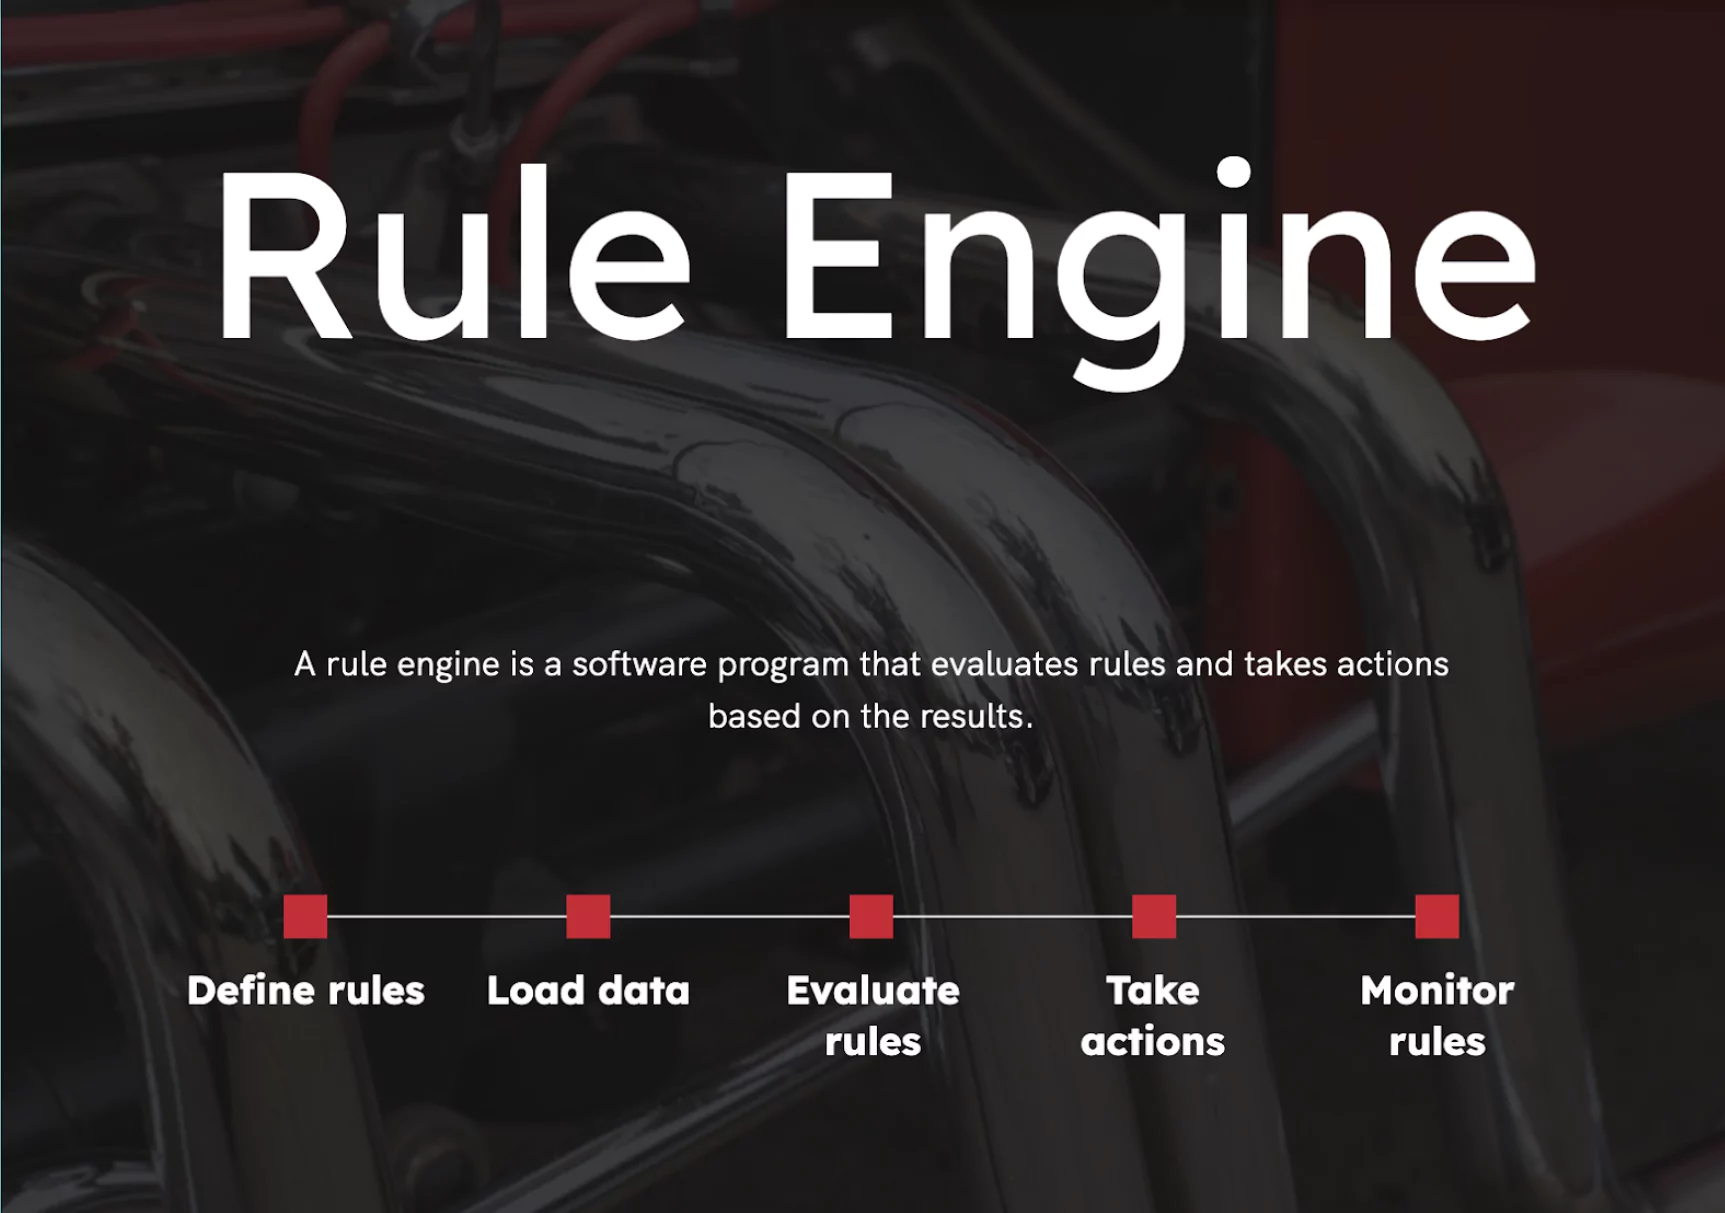 Rule Engine
A rule engine is a software program that evaluates rules and takes actions
based on the results.
Define rules
Load data
Evaluate
rules
Take
actions
Monitor
rules